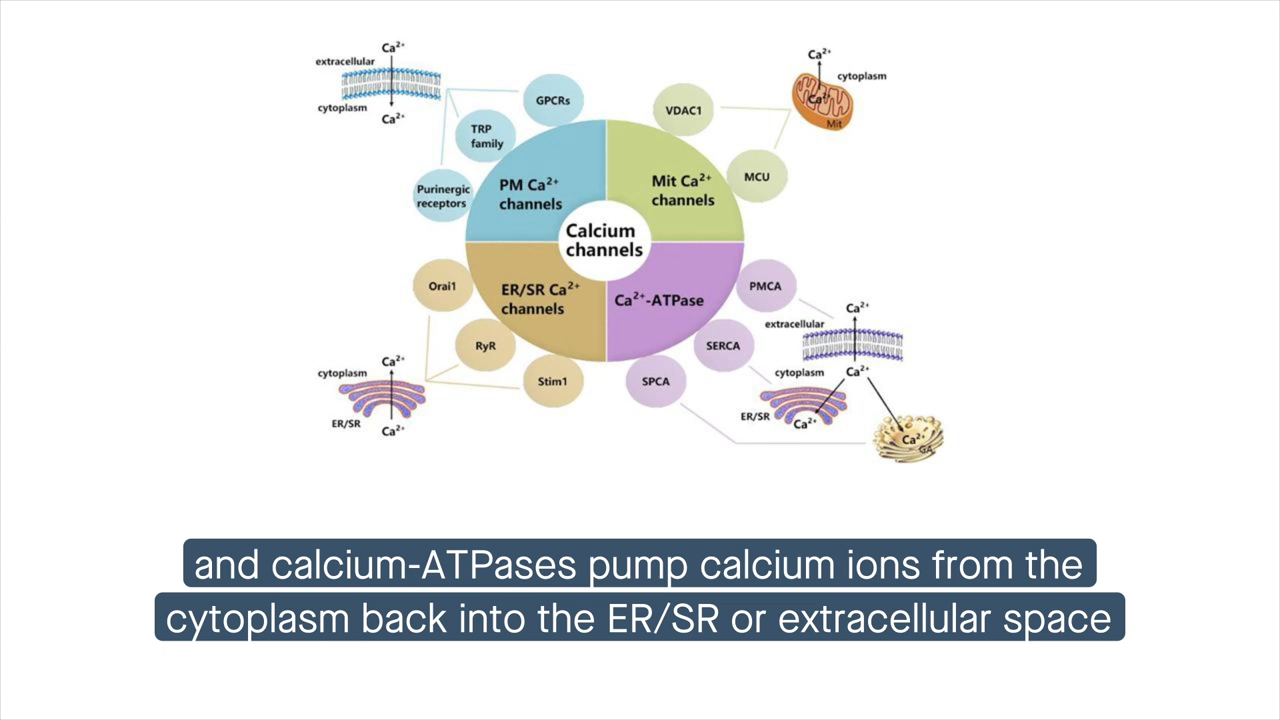 Ca²⁺
extracellular
cytoplasm
Ca²⁺
GPCRs
TRP
family
Purinergic
receptors
PM Ca²⁺
channels
VDAC1
MCU
Mit Ca²⁺
channels
Ca²⁺
cytoplasm
Ca²⁺
Mit
Calcium
channels
Orai1
RyR
Stim1
ER/SR Ca²⁺
channels
Ca²⁺
cytoplasm
ER/SR
Ca²⁺
Ca²⁺-ATPase
PMCA
SERCA
SPCA
Ca²⁺
extracellular
cytoplasm
Ca²⁺
ER/SR
Ca²⁺
Ca²⁺
GA
and calcium-ATPases pump calcium ions from the
cytoplasm back into the ER/SR or extracellular space